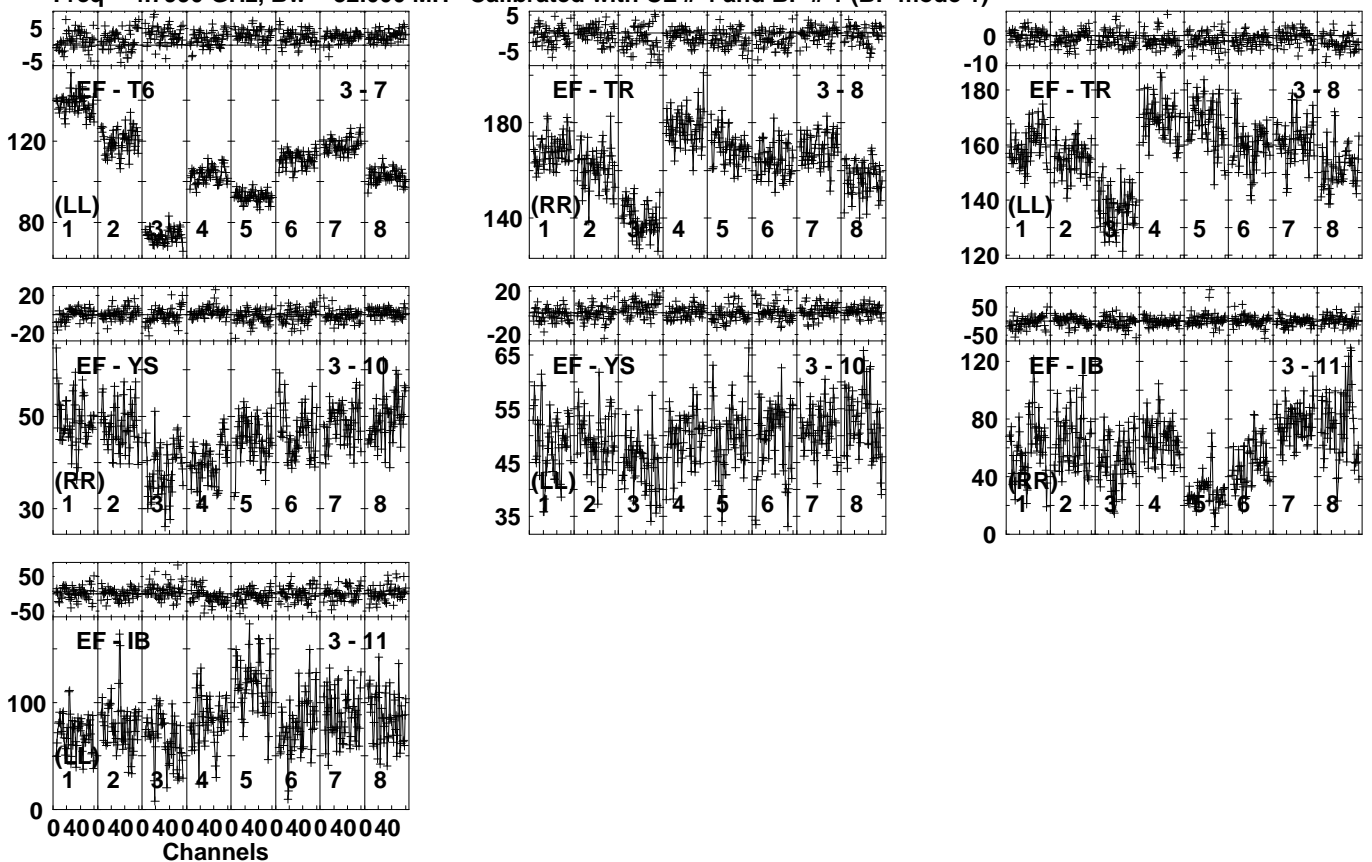 5
-5
EF - T6 3 - 7
120
(LL)
80
1 2 3 4 5 6 7 8
5
-5
EF - TR 3 - 8
180
(RR)
140
1 2 3 4 5 6 7 8
0
-10
180 EF - TR 3 - 8
160
(LL)
140
1 2 3 4 5 6 7 8
120
20
-20
EF - YS 3 - 10
50
(RR)
30
1 2 3 4 5 6 7 8
20
-20
65
EF - YS 3 - 10
55
45
(LL)
1 2 3 4 5 6 7 8
35
50
-50
120
EF - IB 3 - 11
80
40
(RR)
1 2 3 4 5 6 7 8
0
50
-50
EF - IB 3 - 11
100
(LL)
1 2 3 4 5 6 7 8
0
0 40 0 40 0 40 0 40 0 40 0 40 0 40 0 40
Channels